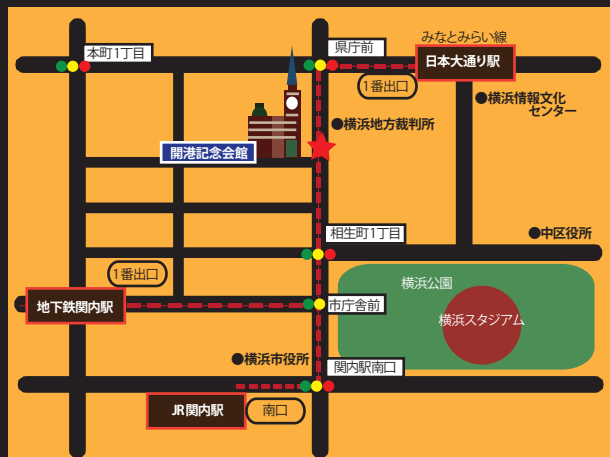 みなとみらい線
本町1丁目
県庁前
日本大通り駅
1番出口
●横浜情報文化
センター
●横浜地方裁判所
開港記念会館
相生町1丁目
●中区役所
1番出口
横浜公園
地下鉄関内駅
市庁舎前
横浜スタジアム
●横浜市役所
関内駅南口
JR関内駅
南口